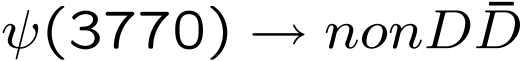 ψ(3770) → nonDD̄